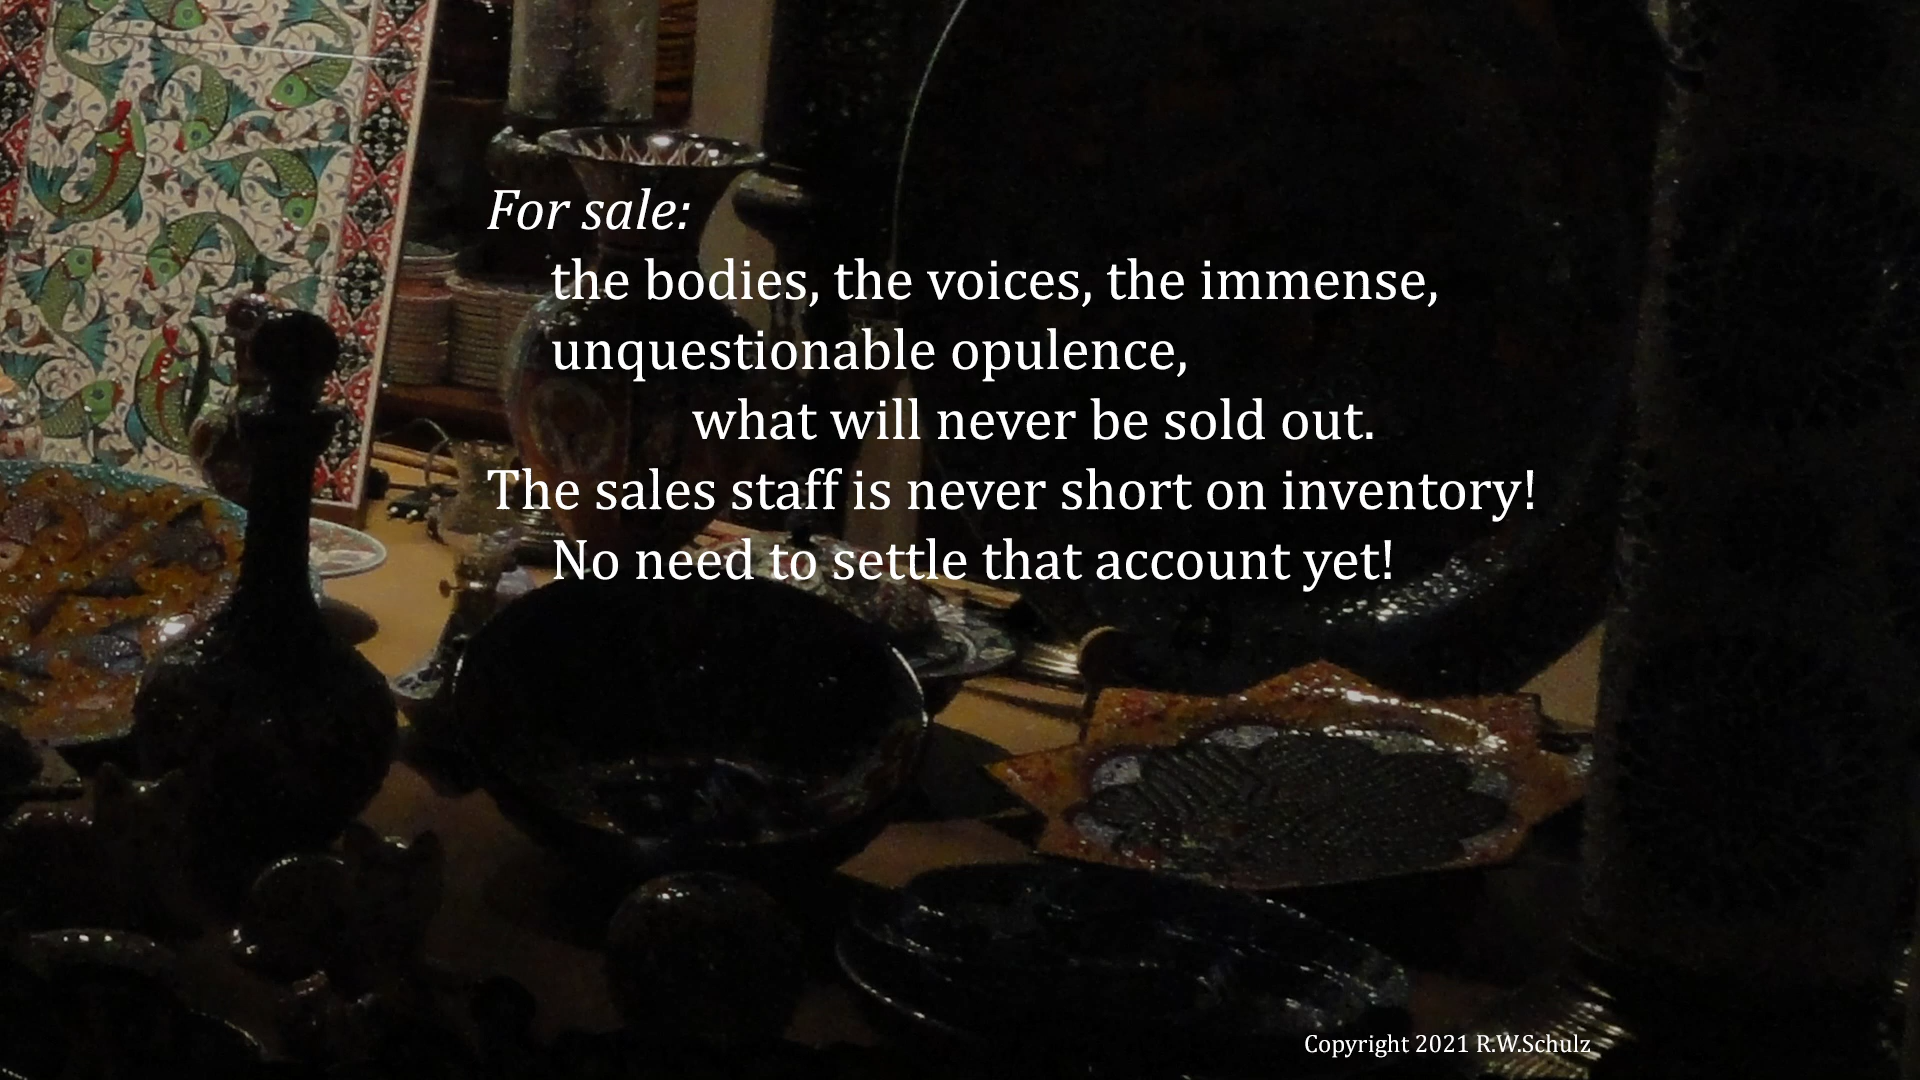 For sale:
the bodies, the voices, the immense,
unquestionable opulence,
what will never be sold out.
The sales staff is never short on inventory!
No need to settle that account yet!
Copyright 2021 R.W.Schulz